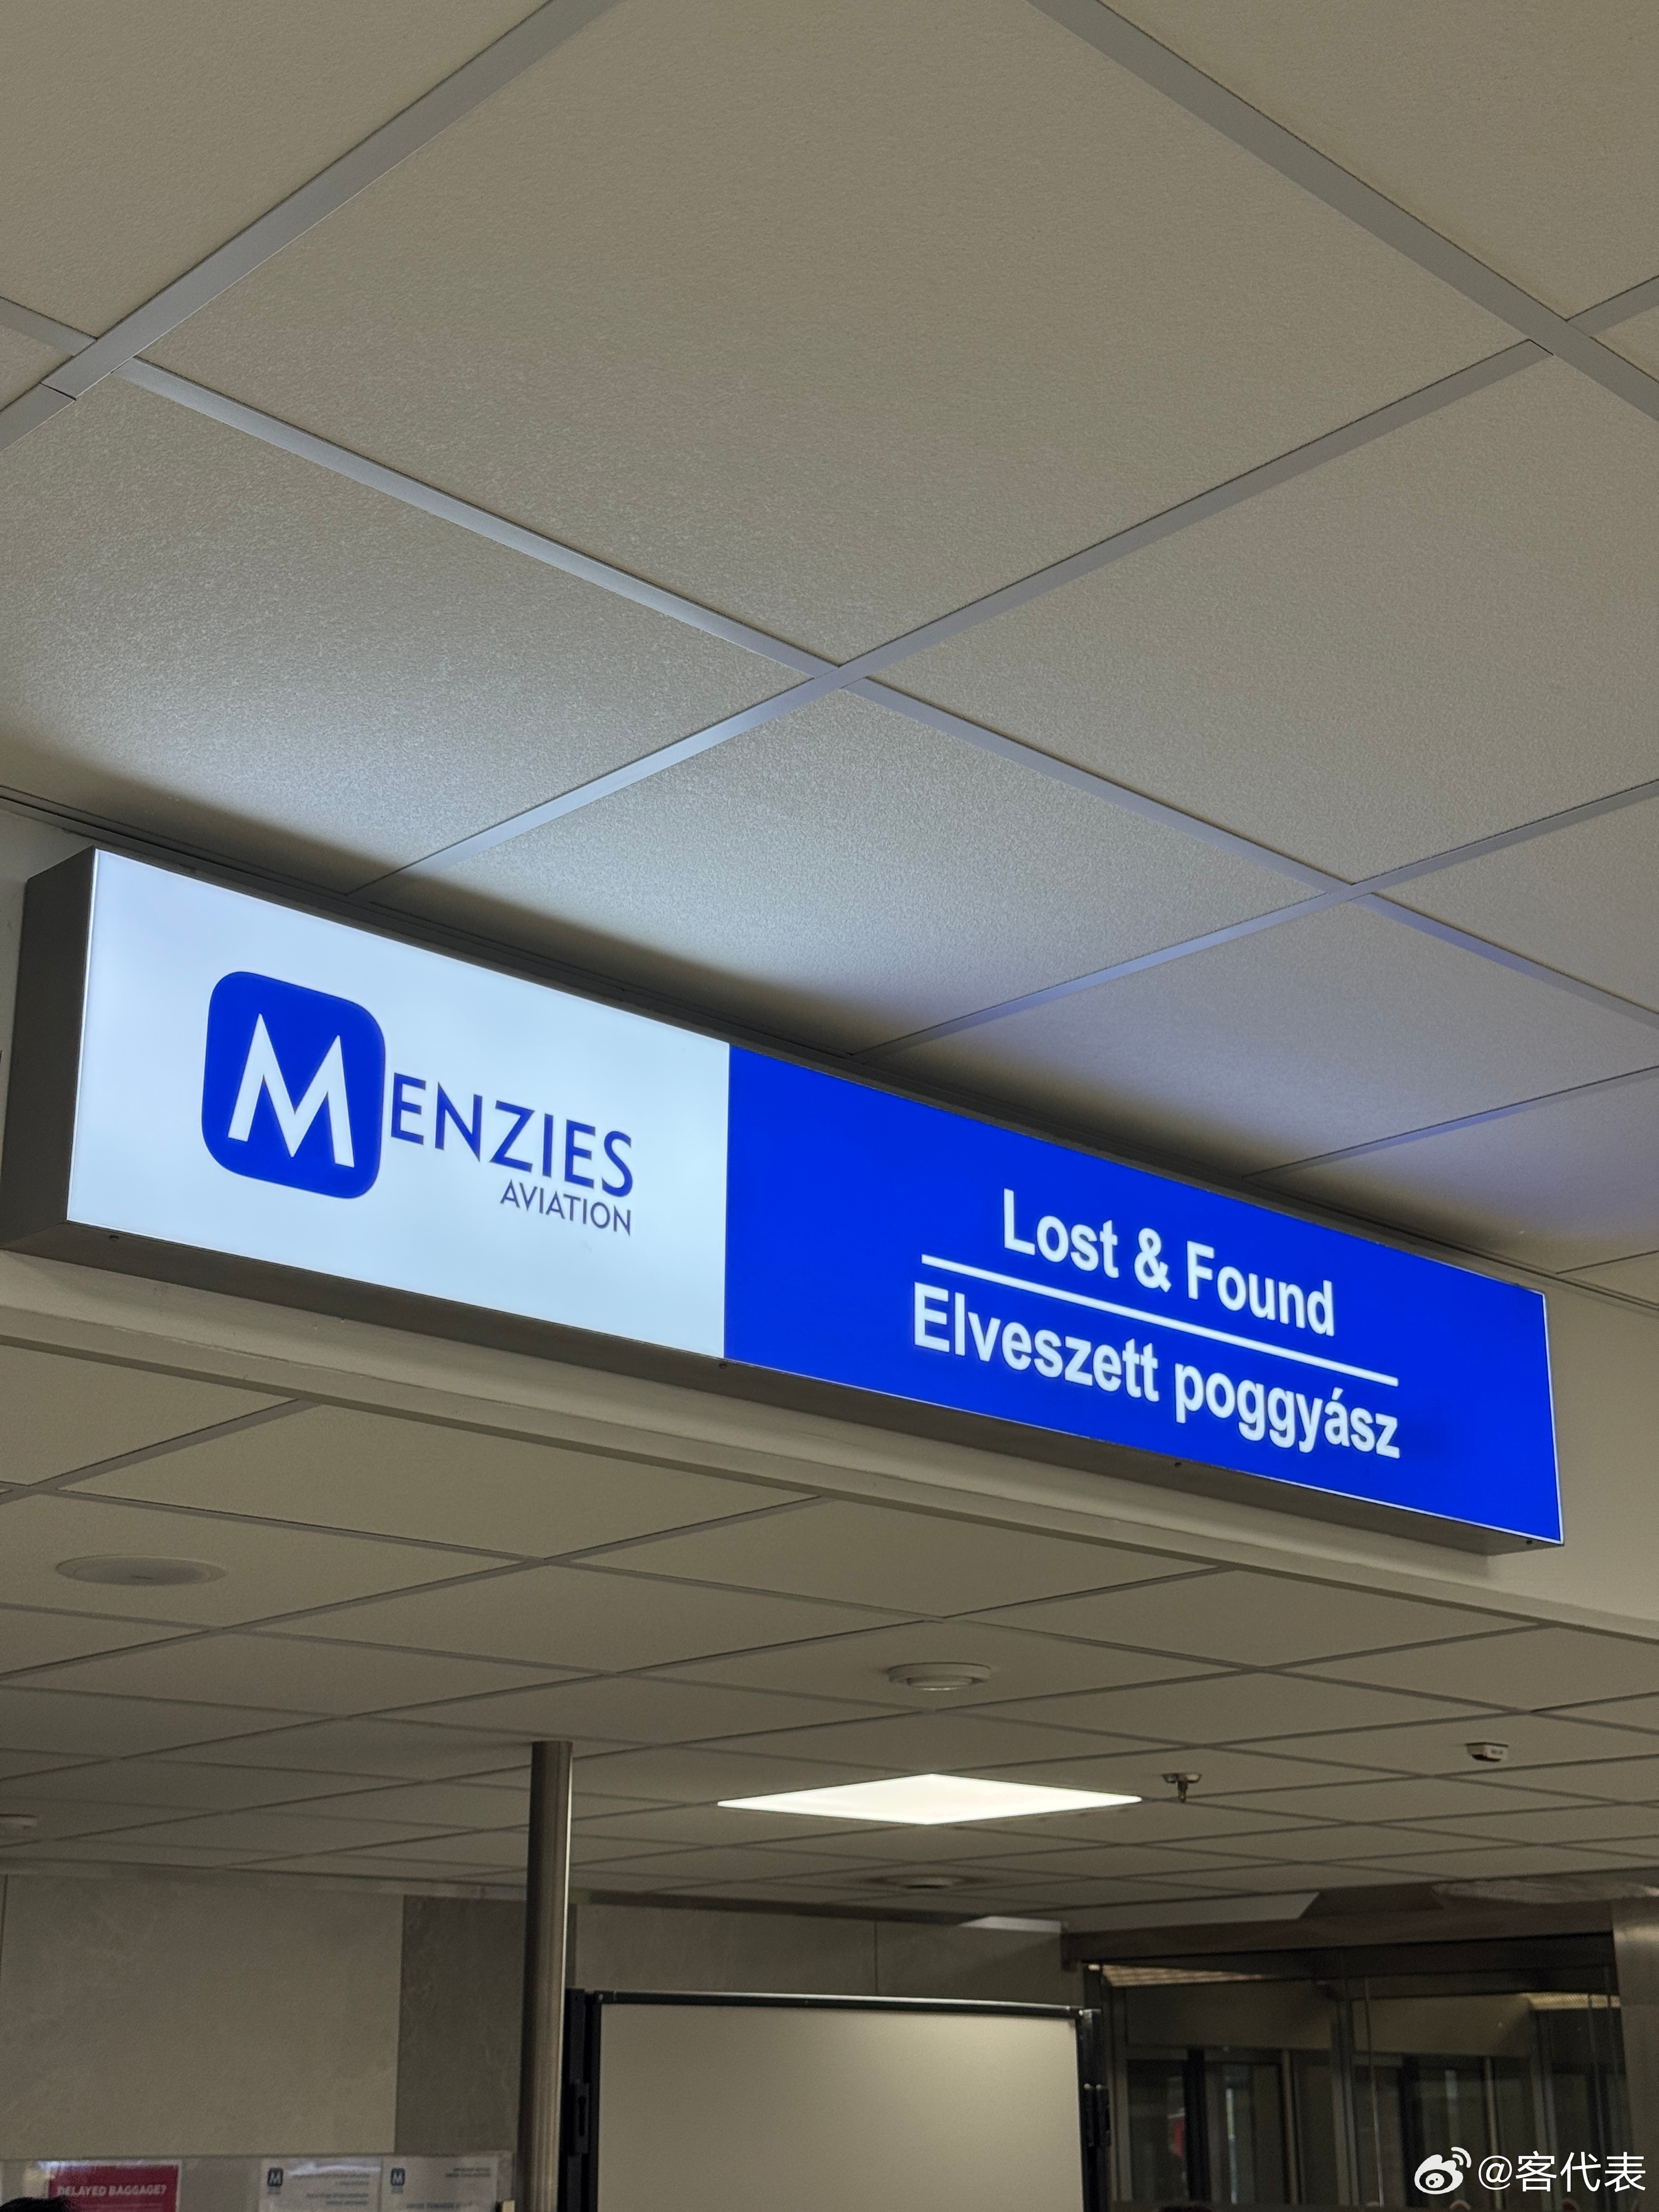 MENZIES
AVIATION
Lost & Found
Elveszett poggyász
DELAYED BAGGAGE?
@客代表